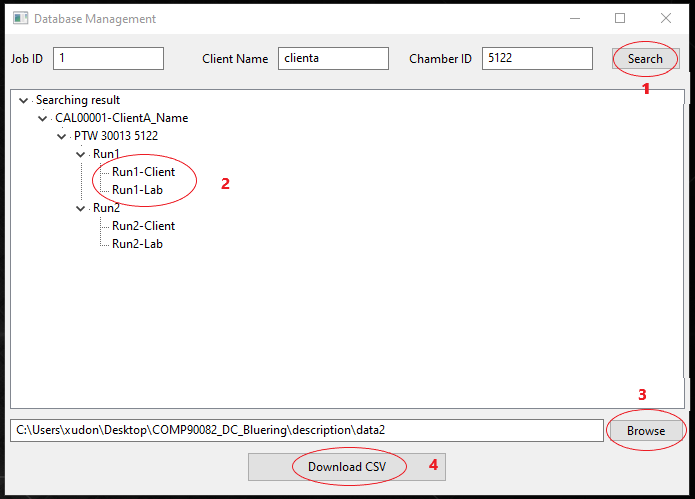 Database Management
Job ID 1 Client Name clienta Chamber ID 5122 Search
1
Searching result
CAL00001-ClientA_Name
PTW 30013 5122
Run1
Run1-Client
2
Run1-Lab
Run2
Run2-Client
Run2-Lab
3
C:\Users\xudon\Desktop\COMP90082_DC_Bluering\description\data2 Browse
Download CSV 4